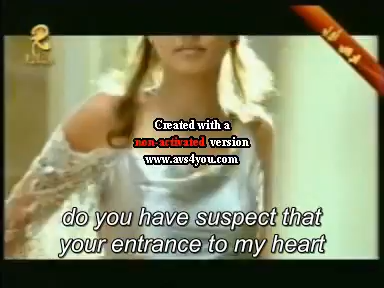 Created with a
non-activated version
www.avs4you.com
do you have suspect that
your entrance to my heart